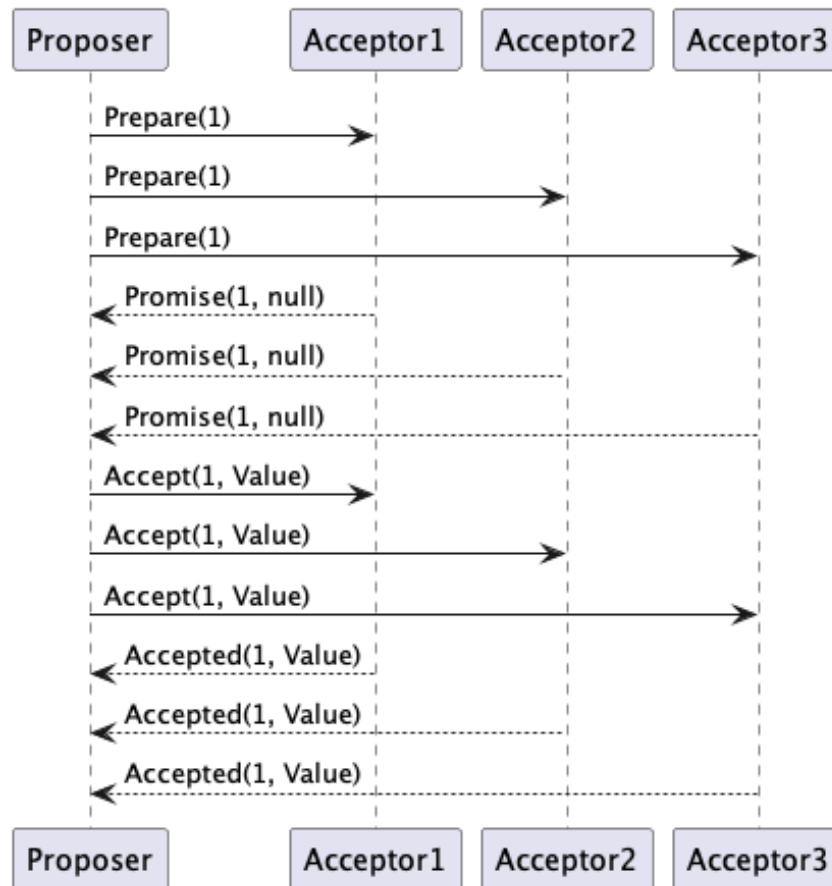 Proposer Acceptor1 Acceptor2 Acceptor3
Prepare(1)
Prepare(1)
Prepare(1)
Promise(1, null)
Promise(1, null)
Promise(1, null)
Accept(1, Value)
Accept(1, Value)
Accept(1, Value)
Accepted(1, Value)
Accepted(1, Value)
Accepted(1, Value)
Proposer Acceptor1 Acceptor2 Acceptor3